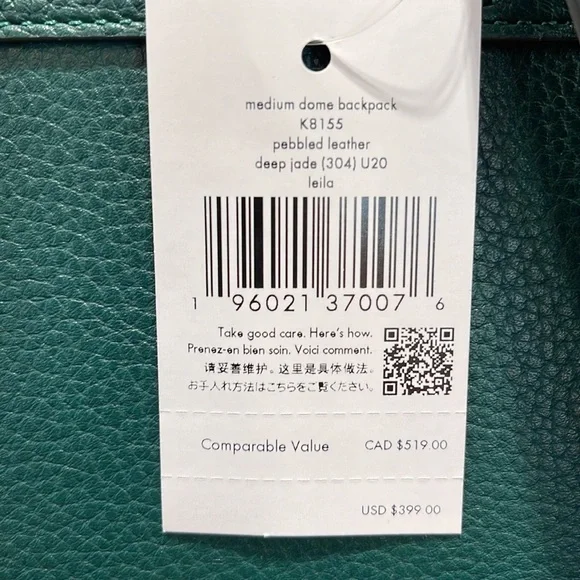 medium dome backpack
K8155
pebbled leather
deep jade (304) U20
leila
1 96021 37007 6
Take good care. Here's how.
Prenez-en bien soin. Voici comment.
请妥善维护。这里是具体做法。
お手入れ方法はこちらをご覧ください。
Comparable Value CAD $519.00
USD $399.00